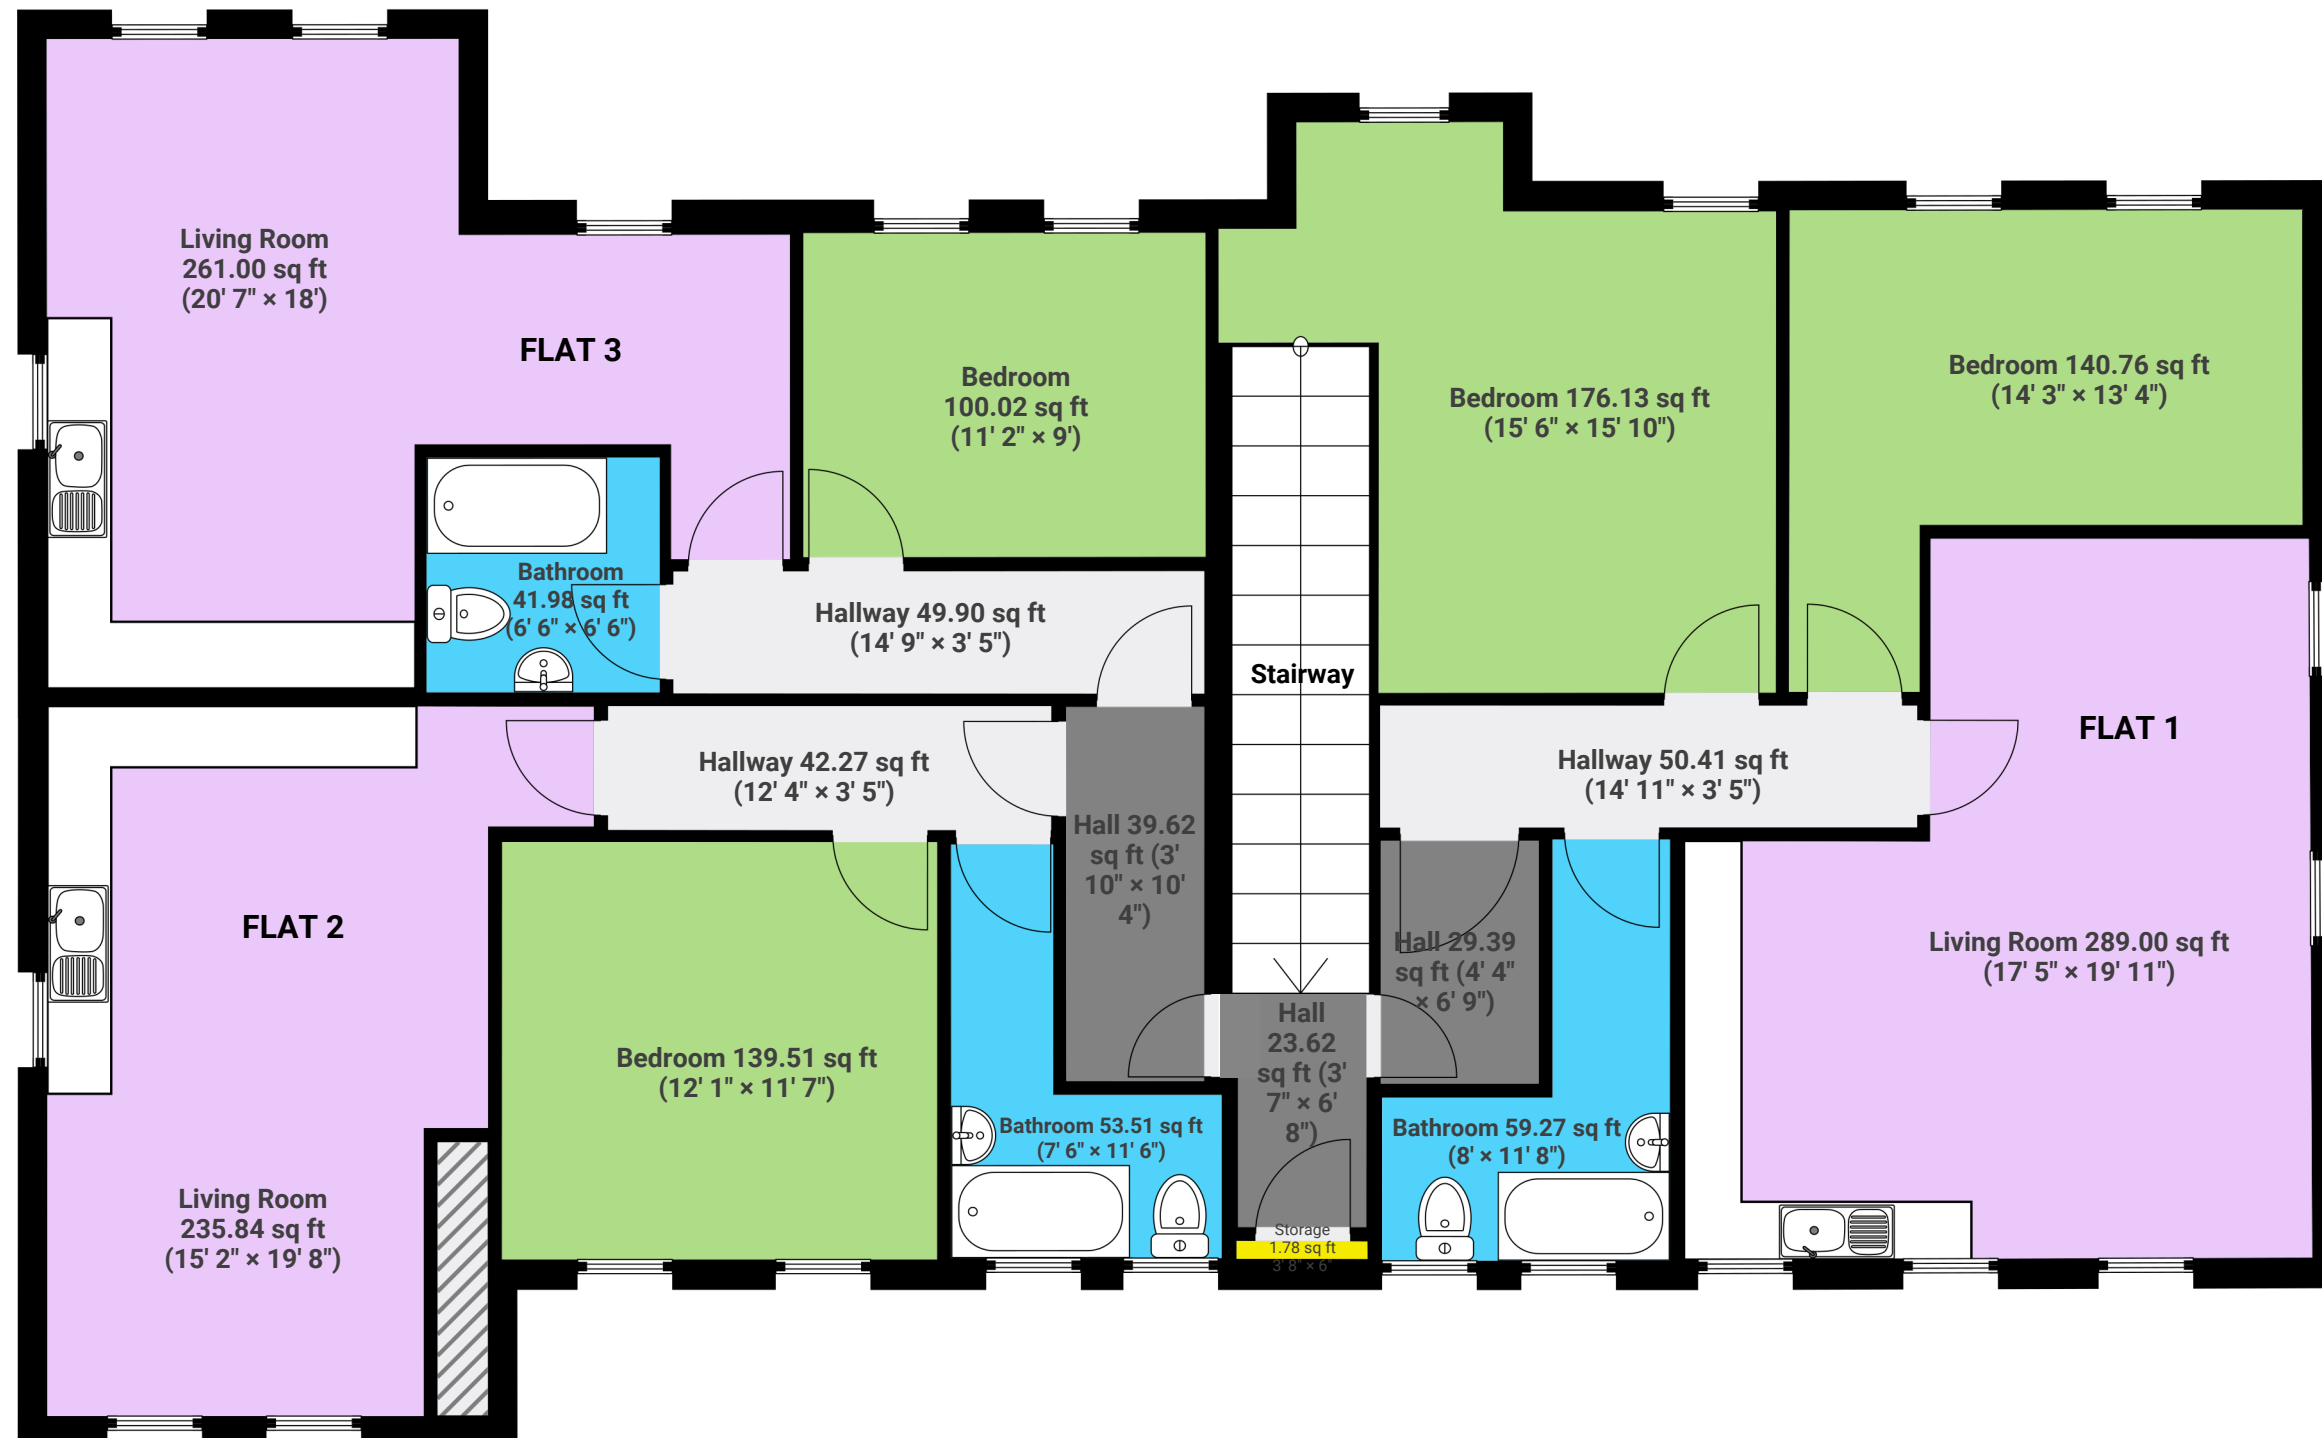 Living Room
261.00 sq ft
(20' 7" × 18')
FLAT 3
Bedroom
100.02 sq ft
(11' 2" × 9')
Bedroom 176.13 sq ft
(15' 6" × 15' 10")
Bedroom 140.76 sq ft
(14' 3" × 13' 4")
Bathroom
41.98 sq ft
(6' 6" × 6' 6")
Hallway 49.90 sq ft
(14' 9" × 3' 5")
Stairway
FLAT 1
Hallway 42.27 sq ft
(12' 4" × 3' 5")
Hallway 50.41 sq ft
(14' 11" × 3' 5")
Hall 39.62
sq ft (3'
10" × 10'
4")
FLAT 2
Hall 29.39
sq ft (4' 4"
× 6' 9")
Living Room 289.00 sq ft
(17' 5" × 19' 11")
Hall
23.62
sq ft (3'
7" × 6'
8")
Bedroom 139.51 sq ft
(12' 1" × 11' 7")
Bathroom 53.51 sq ft
(7' 6" × 11' 6")
Bathroom 59.27 sq ft
(8' × 11' 8")
Living Room
235.84 sq ft
(15' 2" × 19' 8")
Storage
1.78 sq ft
3' 8" × 6"